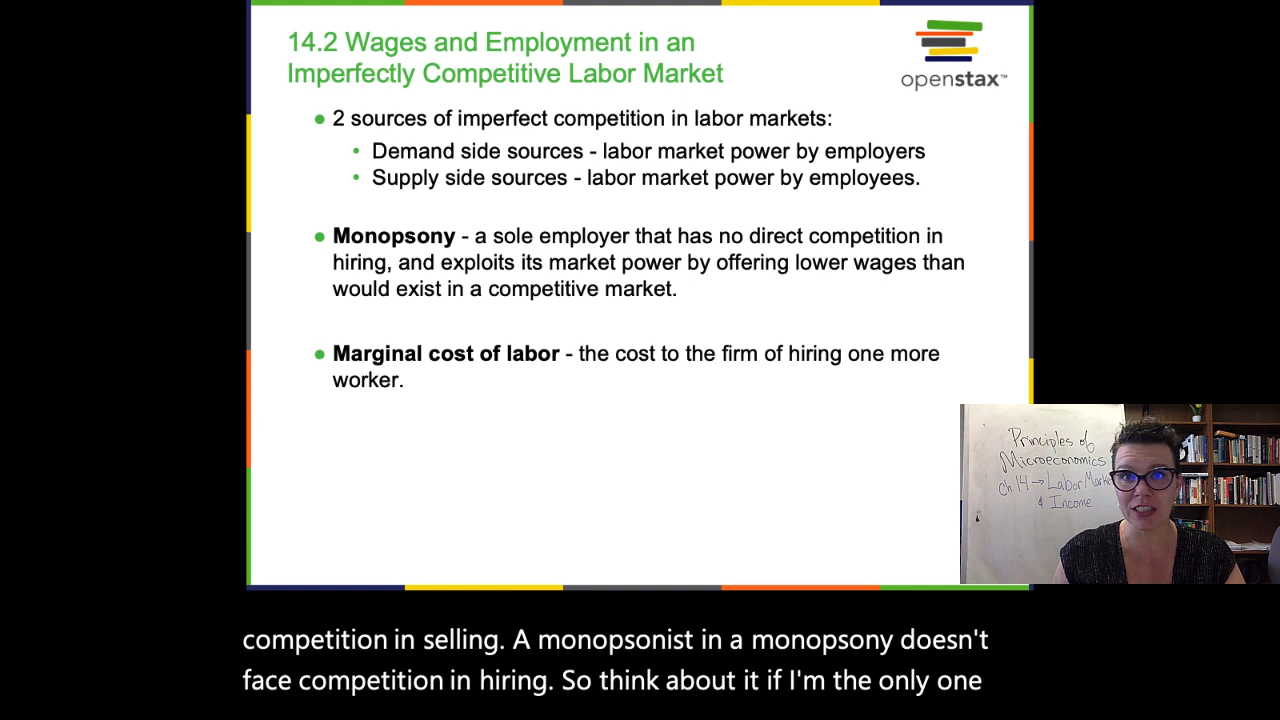 14.2 Wages and Employment in an
Imperfectly Competitive Labor Market
openstax™
● 2 sources of imperfect competition in labor markets:
• Demand side sources - labor market power by employers
• Supply side sources - labor market power by employees.
● Monopsony - a sole employer that has no direct competition in
hiring, and exploits its market power by offering lower wages than
would exist in a competitive market.
● Marginal cost of labor - the cost to the firm of hiring one more
worker.
Principles of
Microeconomics
Ch. 14 → Labor Marke
& Income
competition in selling. A monopsonist in a monopsony doesn't
face competition in hiring. So think about it if I'm the only one